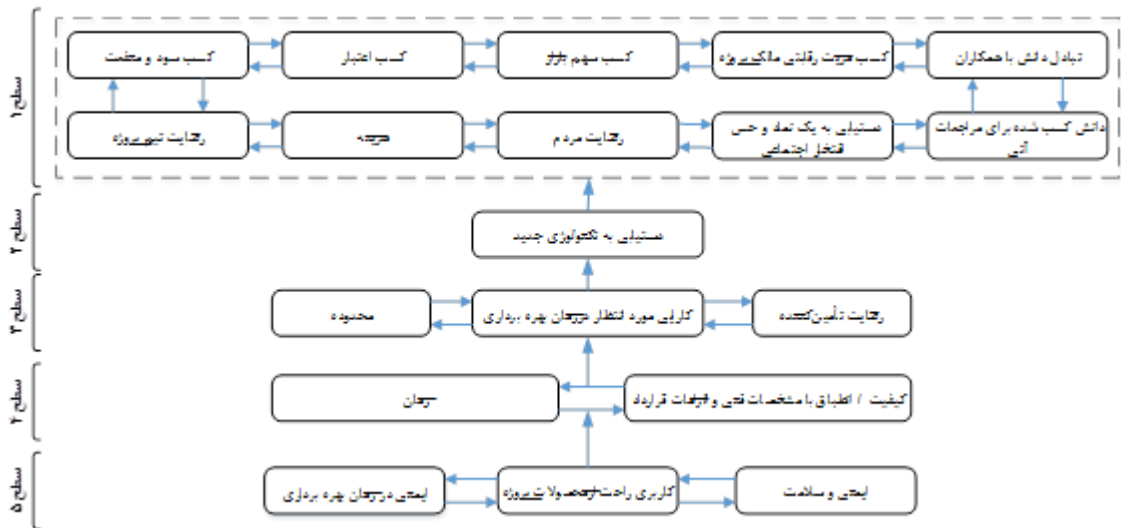 تبادل دانش با همکاران
کسب مزیت رقابتی مالک پروژه
کسب سهم بازار
کسب اعتبار
کسب سود و منفعت
سطح ۱
دانش کسب شده برای مراجعات
آتی
دستیابی به یک نماد و حس
افتخار اجتماعی
رضایت مردم
هزینه
رضایت تیم پروژه
دستیابی به تکنولوژی جدید
سطح ۲
رضایت تأمین‌کننده
کارایی مورد انتظار در زمان بهره برداری
محدوده
سطح ۳
کیفیت / انطباق با مشخصات فنی و الزامات قرارداد
زمان
سطح ۴
ایمنی و سلامت
کاربری راحت از محصولات پروژه
ایمنی در زمان بهره برداری
سطح ۵